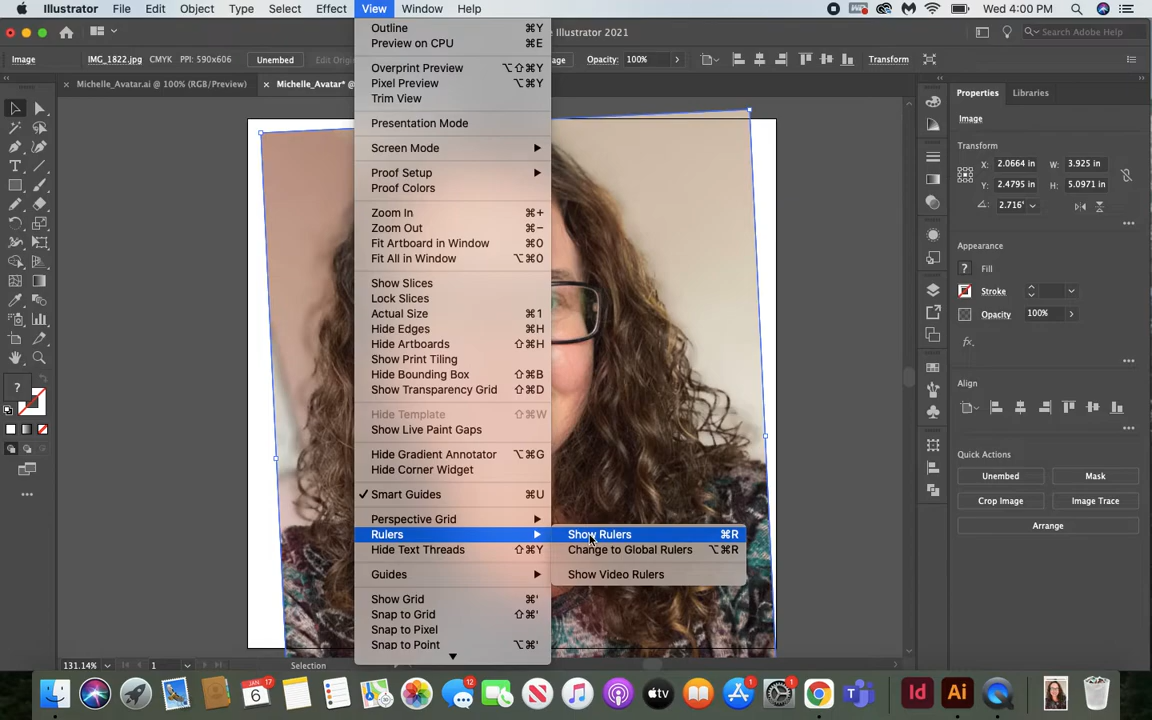 Illustrator File Edit Object Type Select Effect View Window Help Wed 4:00 PM
Illustrator 2021 Search Adobe Help
Image IMG_1822.jpg CMYK PPI: 590x606 Unembed Edit Opacity: 100% Transform
Michelle_Avatar.ai @ 100% (RGB/Preview) Michelle_Avatar* @
Outline ⌘Y
Preview on CPU ⌘E
Overprint Preview ⌥⇧⌘Y
Pixel Preview ⌥⌘Y
Trim View
Presentation Mode
Screen Mode
Proof Setup
Proof Colors
Zoom In ⌘+
Zoom Out ⌘−
Fit Artboard in Window ⌘0
Fit All in Window ⌥⌘0
Show Slices
Lock Slices
Actual Size ⌘1
Hide Edges ⌘H
Hide Artboards ⇧⌘H
Show Print Tiling
Hide Bounding Box ⇧⌘B
Show Transparency Grid ⇧⌘D
Hide Template ⇧⌘W
Show Live Paint Gaps
Hide Gradient Annotator ⌥⌘G
Hide Corner Widget
✓ Smart Guides ⌘U
Perspective Grid
Rulers
Hide Text Threads ⇧⌘Y
Guides
Show Grid ⌘'
Snap to Grid ⇧⌘'
Snap to Pixel
Snap to Point ⌥⌘'
Show Rulers ⌘R
Change to Global Rulers ⌥⌘R
Show Video Rulers
Properties Libraries
Image
Transform
X: 2.0664 in W: 3.925 in
Y: 2.4795 in H: 5.0971 in
2.716°
Appearance
? Fill
Stroke
Opacity 100%
fx.
Align
Quick Actions
Unembed Mask
Crop Image Image Trace
Arrange
?
131.14% 1 Selection
17 JAN 6 12 1 1 Id Ai